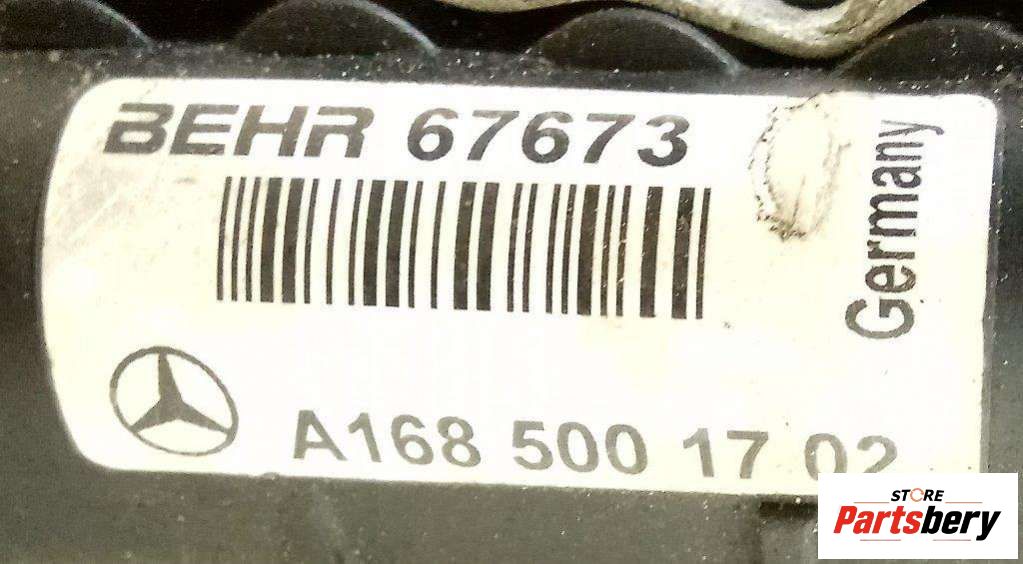 BEHR 67673
Germany
A168 500 17 02
STORE
Partsbery